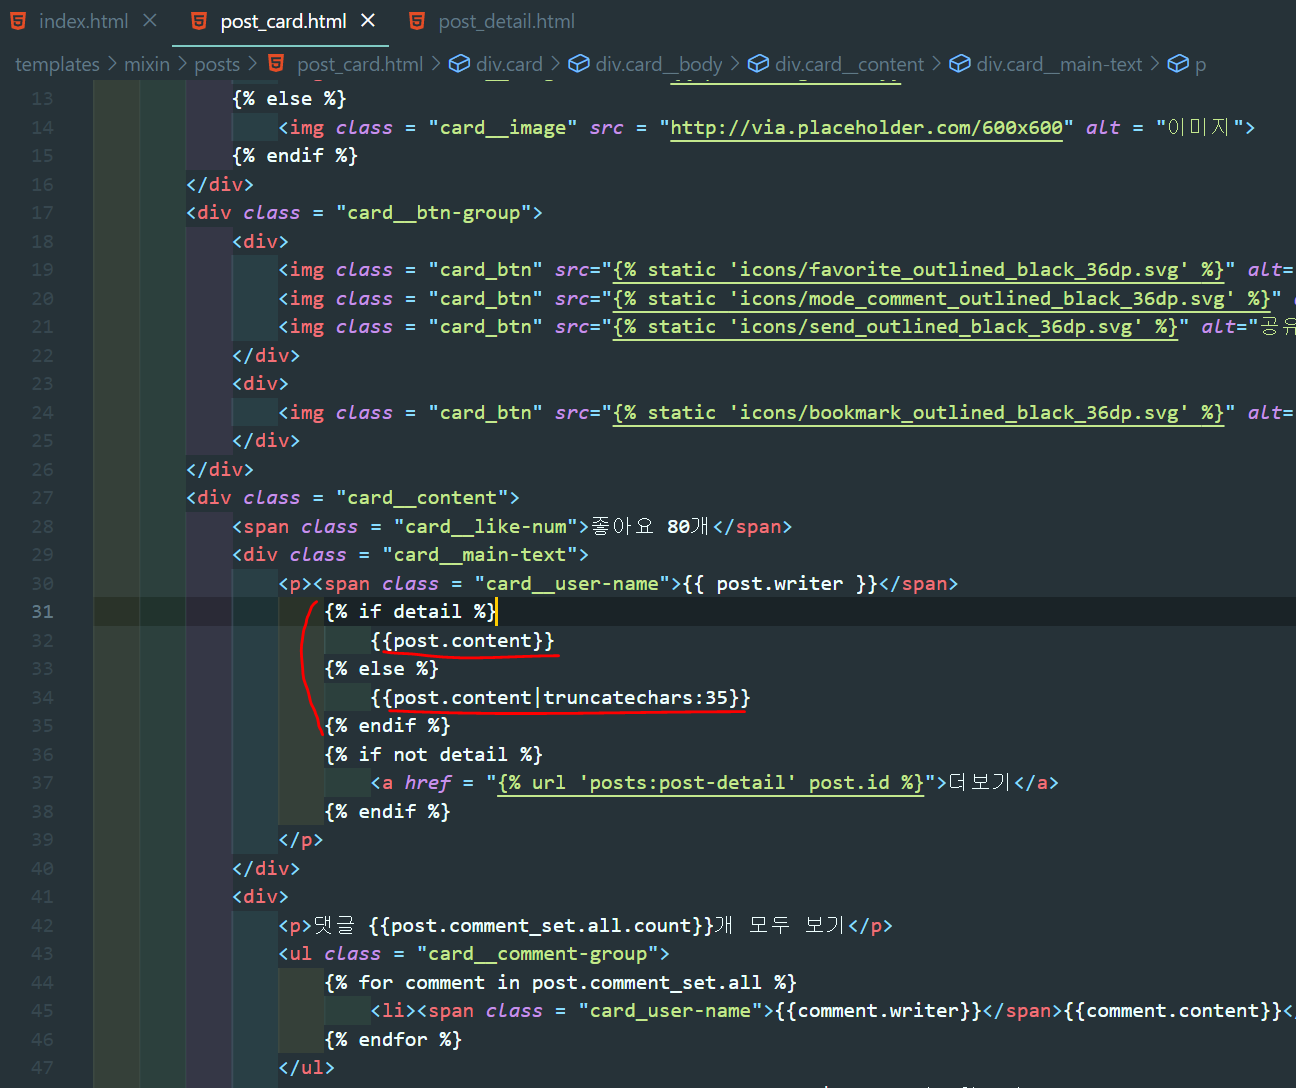 index.html
post_card.html
post_detail.html
templates > mixin > posts > post_card.html > div.card > div.card__body > div.card__content > div.card__main-text > p
13 {% else %}
14 <img class = "card__image" src = "http://via.placeholder.com/600x600" alt = "이미지">
15 {% endif %}
16 </div>
17 <div class = "card__btn-group">
18 <div>
19 <img class = "card_btn" src="{% static 'icons/favorite_outlined_black_36dp.svg' %}" alt=
20 <img class = "card_btn" src="{% static 'icons/mode_comment_outlined_black_36dp.svg' %}"
21 <img class = "card_btn" src="{% static 'icons/send_outlined_black_36dp.svg' %}" alt="공유
22 </div>
23 <div>
24 <img class = "card_btn" src="{% static 'icons/bookmark_outlined_black_36dp.svg' %}" alt=
25 </div>
26 </div>
27 <div class = "card__content">
28 <span class = "card__like-num">좋아요 80개</span>
29 <div class = "card__main-text">
30 <p><span class = "card__user-name">{{ post.writer }}</span>
31 {% if detail %}
32 {{post.content}}
33 {% else %}
34 {{post.content|truncatechars:35}}
35 {% endif %}
36 {% if not detail %}
37 <a href = "{% url 'posts:post-detail' post.id %}">더보기</a>
38 {% endif %}
39 </p>
40 </div>
41 <div>
42 <p>댓글 {{post.comment_set.all.count}}개 모두 보기</p>
43 <ul class = "card__comment-group">
44 {% for comment in post.comment_set.all %}
45 <li><span class = "card_user-name">{{comment.writer}}</span>{{comment.content}}<
46 {% endfor %}
47 </ul>